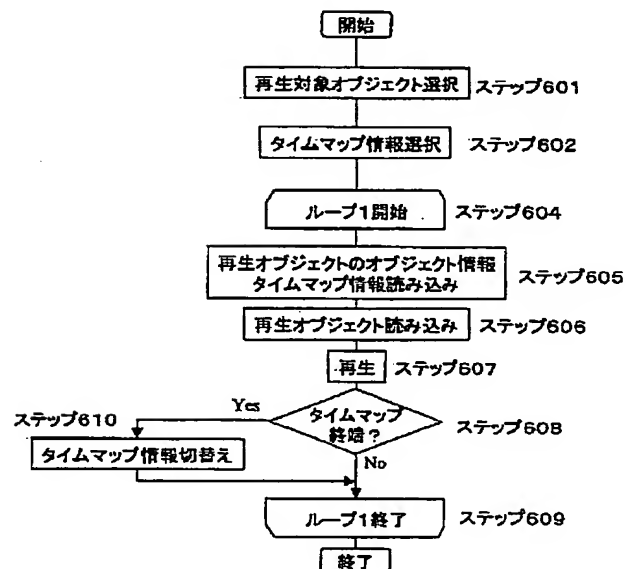 開始
再生対象オブジェクト選択 ステップ601
タイムマップ情報選択 ステップ602
ループ1開始 ステップ604
再生オブジェクトのオブジェクト情報
タイムマップ情報読み込み ステップ605
再生オブジェクト読み込み ステップ606
再生 ステップ607
Yes
タイムマップ
終端? ステップ608
ステップ610
タイムマップ情報切替え
No
ループ1終了 ステップ609
終了